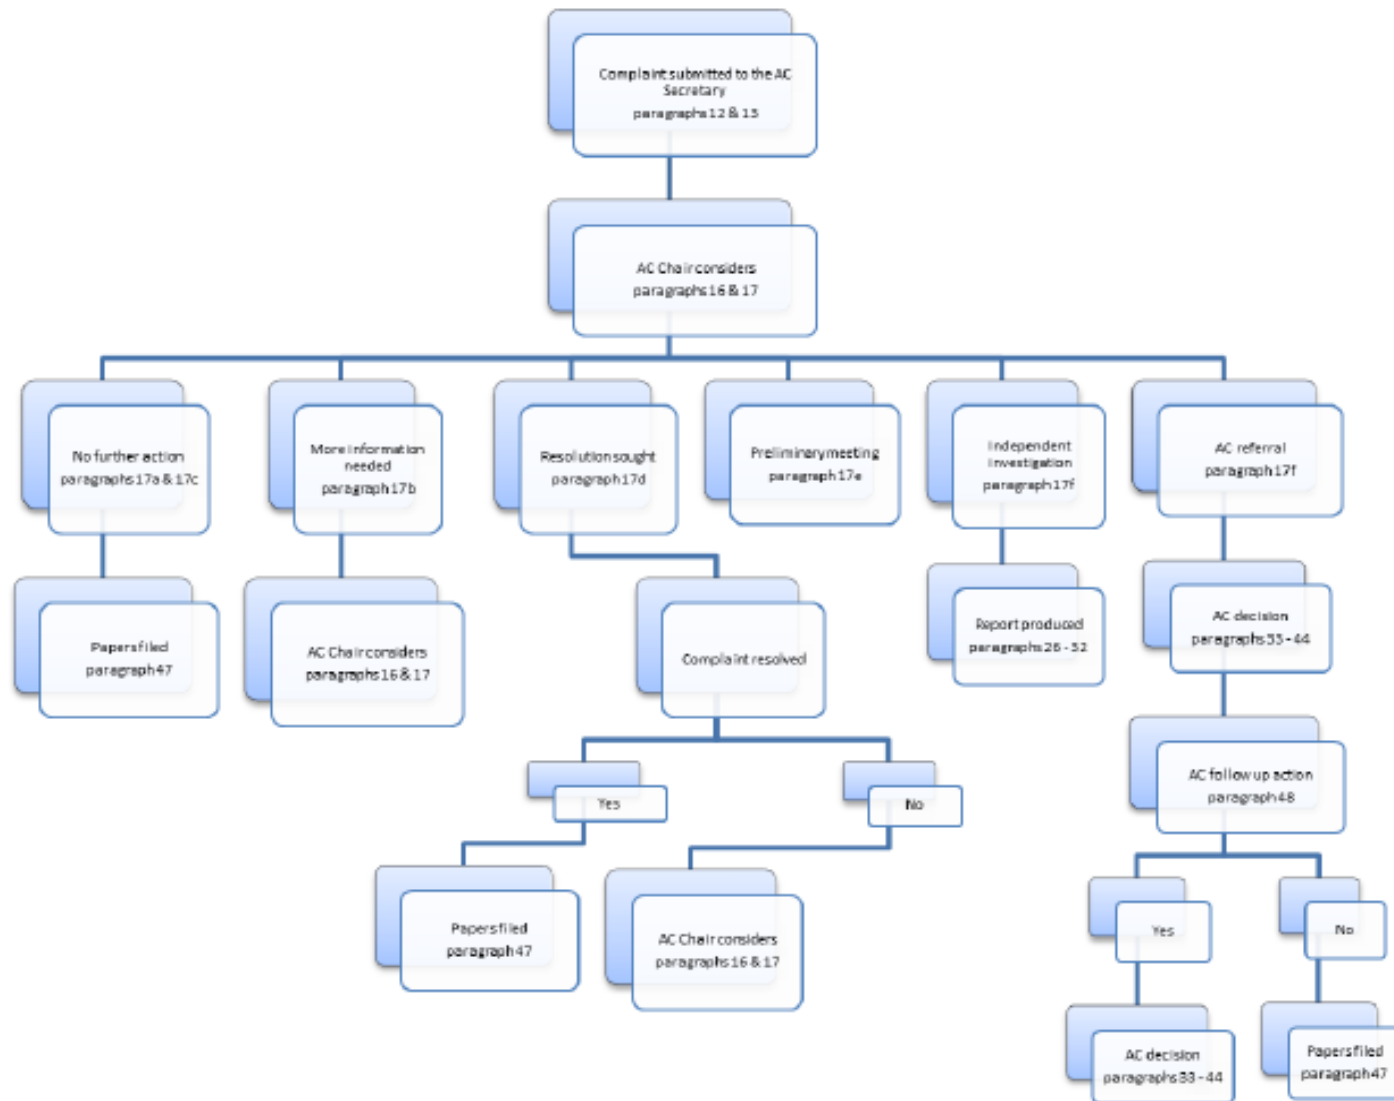 Complaint submitted to the AC
Secretary
paragraphs 12 & 13
AC Chair considers
paragraphs 16 & 17
No further action
paragraphs 17a & 17c
More information
needed
paragraph 17b
Resolution sought
paragraph 17d
Preliminary meeting
paragraph 17e
Independent
Investigation
paragraph 17f
AC referral
paragraph 17f
Papers filed
paragraph 47
AC Chair considers
paragraphs 16 & 17
Complaint resolved
Report produced
paragraphs 26 - 32
AC decision
paragraphs 33 - 44
AC follow up action
paragraph 48
Yes
No
Papers filed
paragraph 47
AC Chair considers
paragraphs 16 & 17
Yes
No
AC decision
paragraphs 33 - 44
Papers filed
paragraph 47